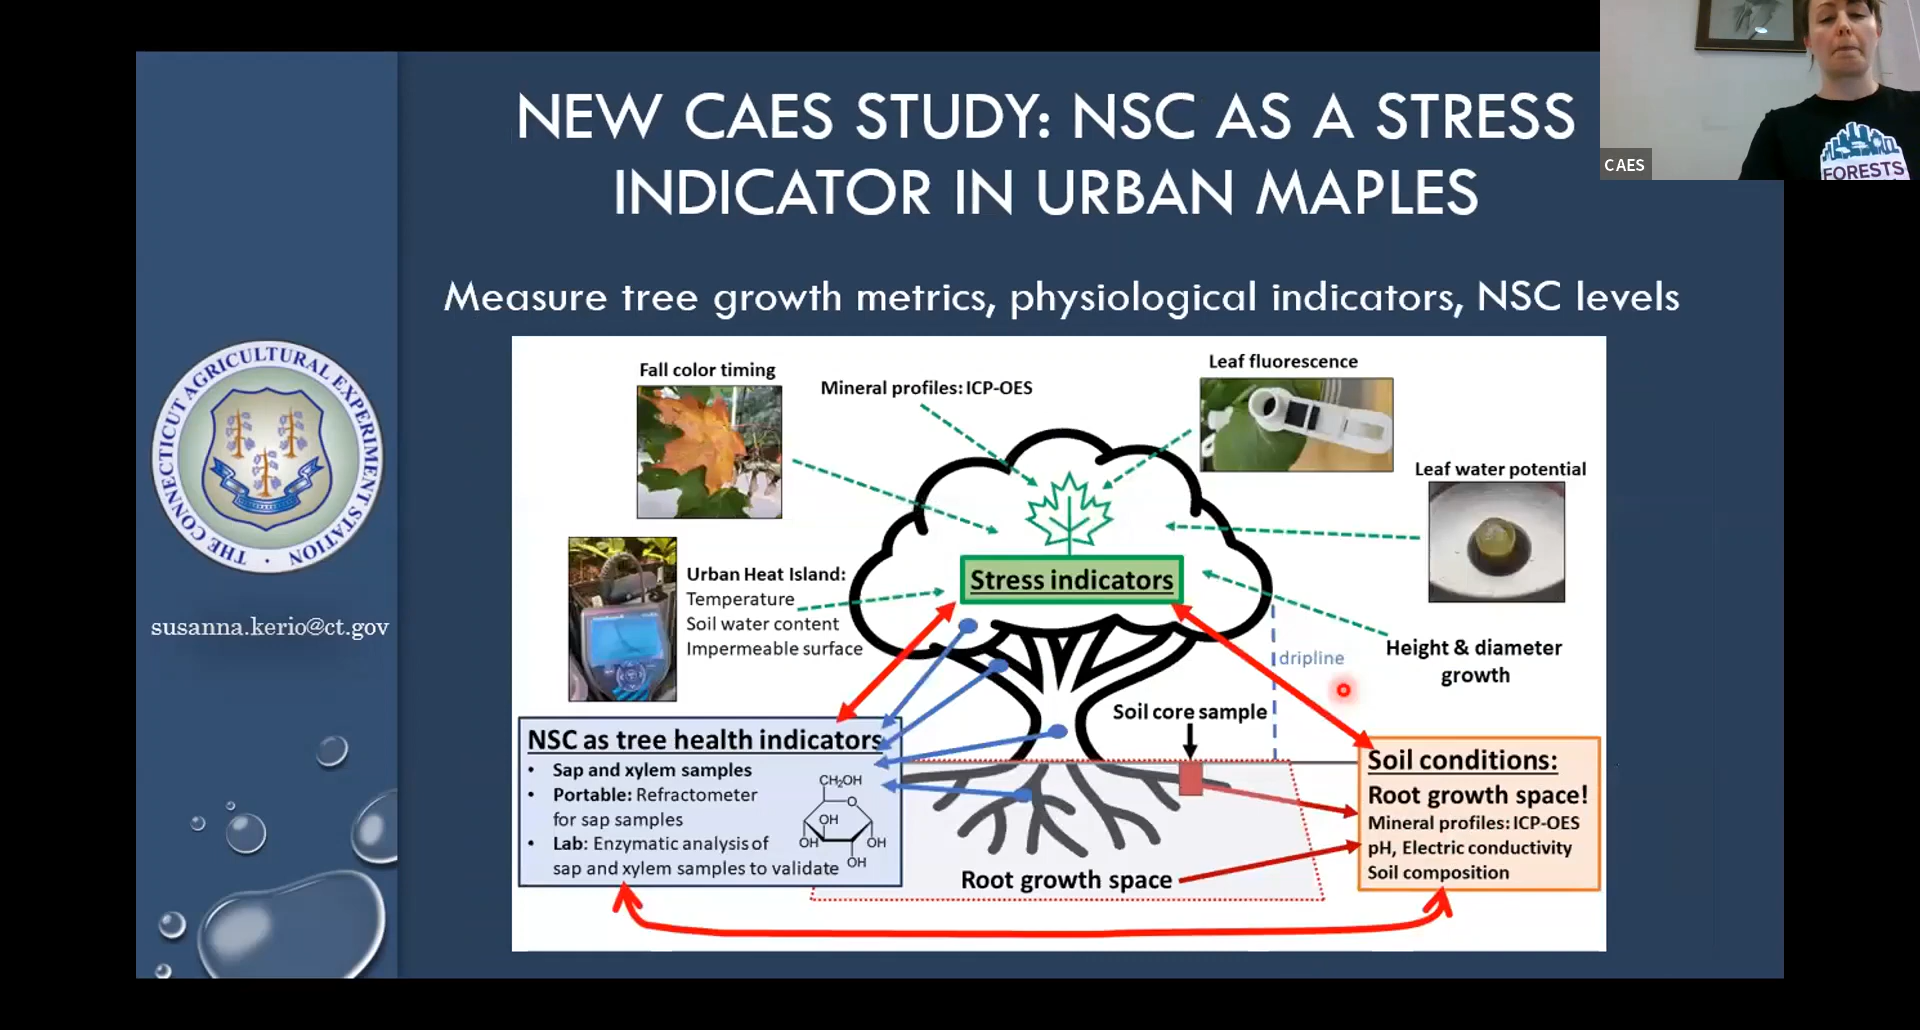 NEW CAES STUDY: NSC AS A STRESS
INDICATOR IN URBAN MAPLES
CAES
FORESTS
Measure tree growth metrics, physiological indicators, NSC levels
THE CONNECTICUT AGRICULTURAL EXPERIMENT STATION
susanna.kerio@ct.gov
Fall color timing
Mineral profiles: ICP-OES
Leaf fluorescence
Leaf water potential
Stress indicators
Urban Heat Island:
Temperature
Soil water content
Impermeable surface
Height & diameter
growth
dripline
Soil core sample
NSC as tree health indicators
• Sap and xylem samples
• Portable: Refractometer
for sap samples
• Lab: Enzymatic analysis of
sap and xylem samples to validate
CH₂OH
O
OH
OH
OH
OH
Root growth space
Soil conditions:
Root growth space!
Mineral profiles: ICP-OES
pH, Electric conductivity
Soil composition